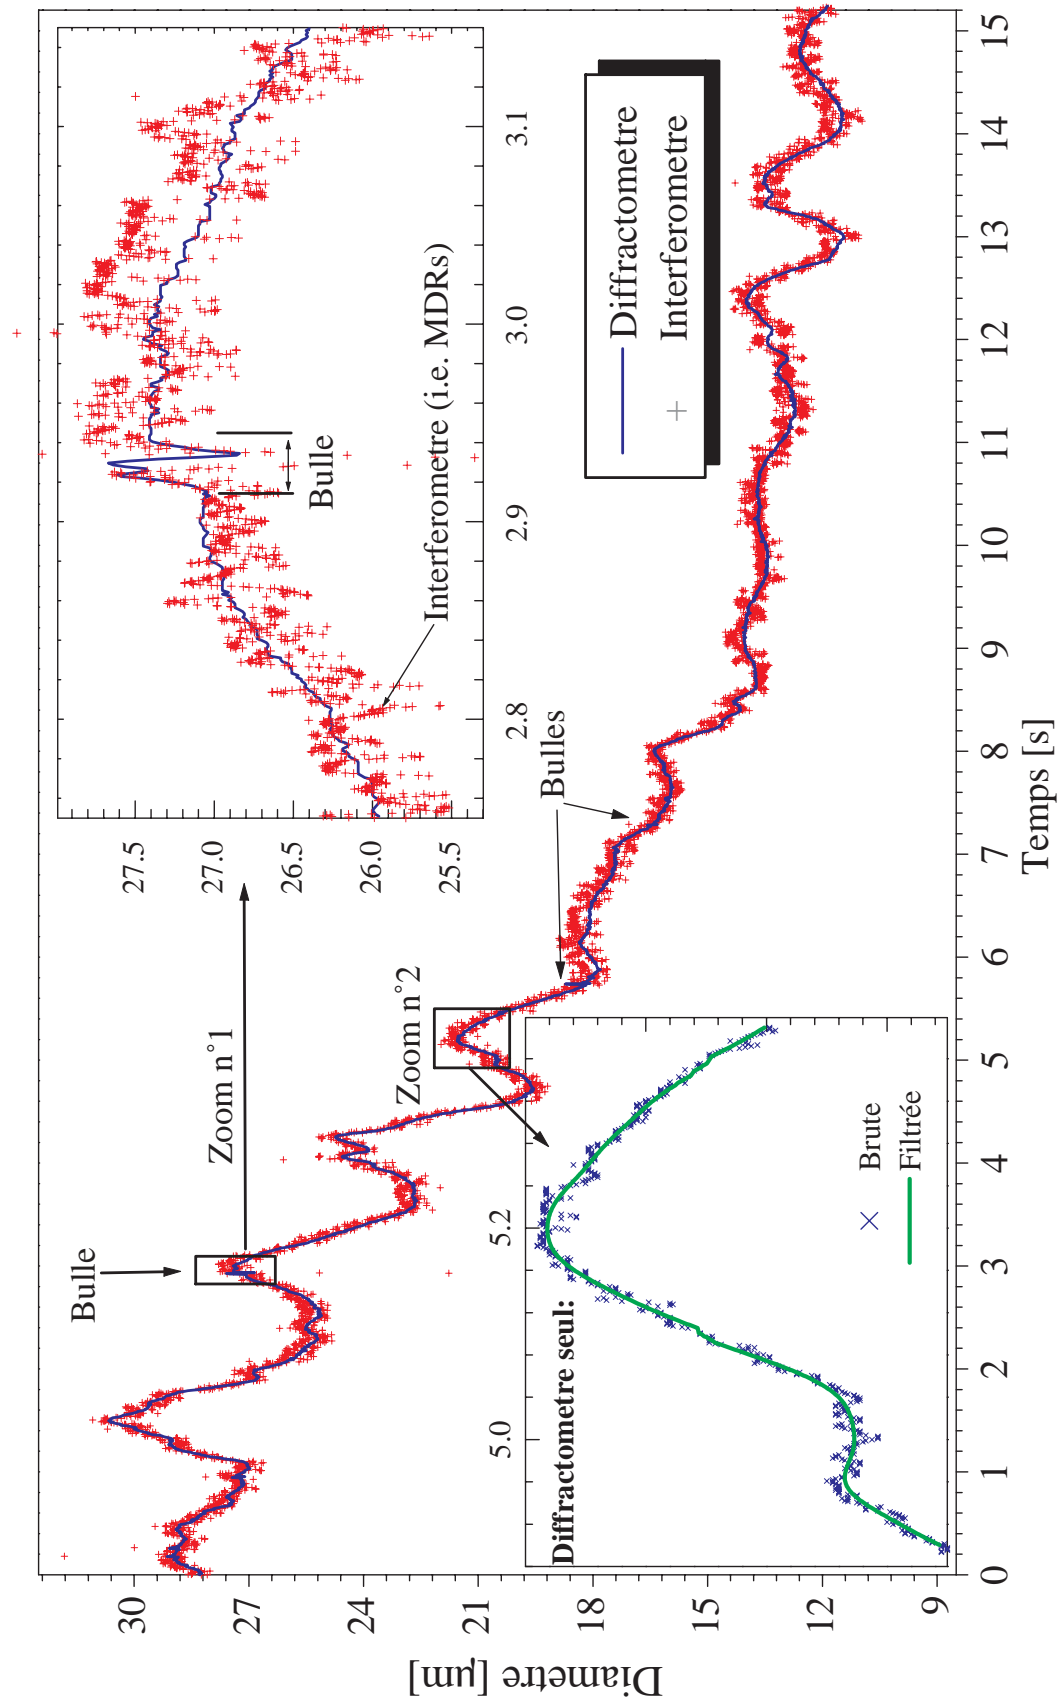 Diametre [µm]
30
27
24
21
18
15
12
9
0
1
2
3
4
5
6
7
8
9
10
11
12
13
14
15
Temps [s]
Bulle
Zoom n°1
Zoom n°2
Bulles
27.5
27.0
26.5
26.0
25.5
2.8
2.9
3.0
3.1
Bulle
Interferometre (i.e. MDRs)
Diffractometre
Interferometre
Diffractometre seul:
5.0
5.2
Brute
Filtrée